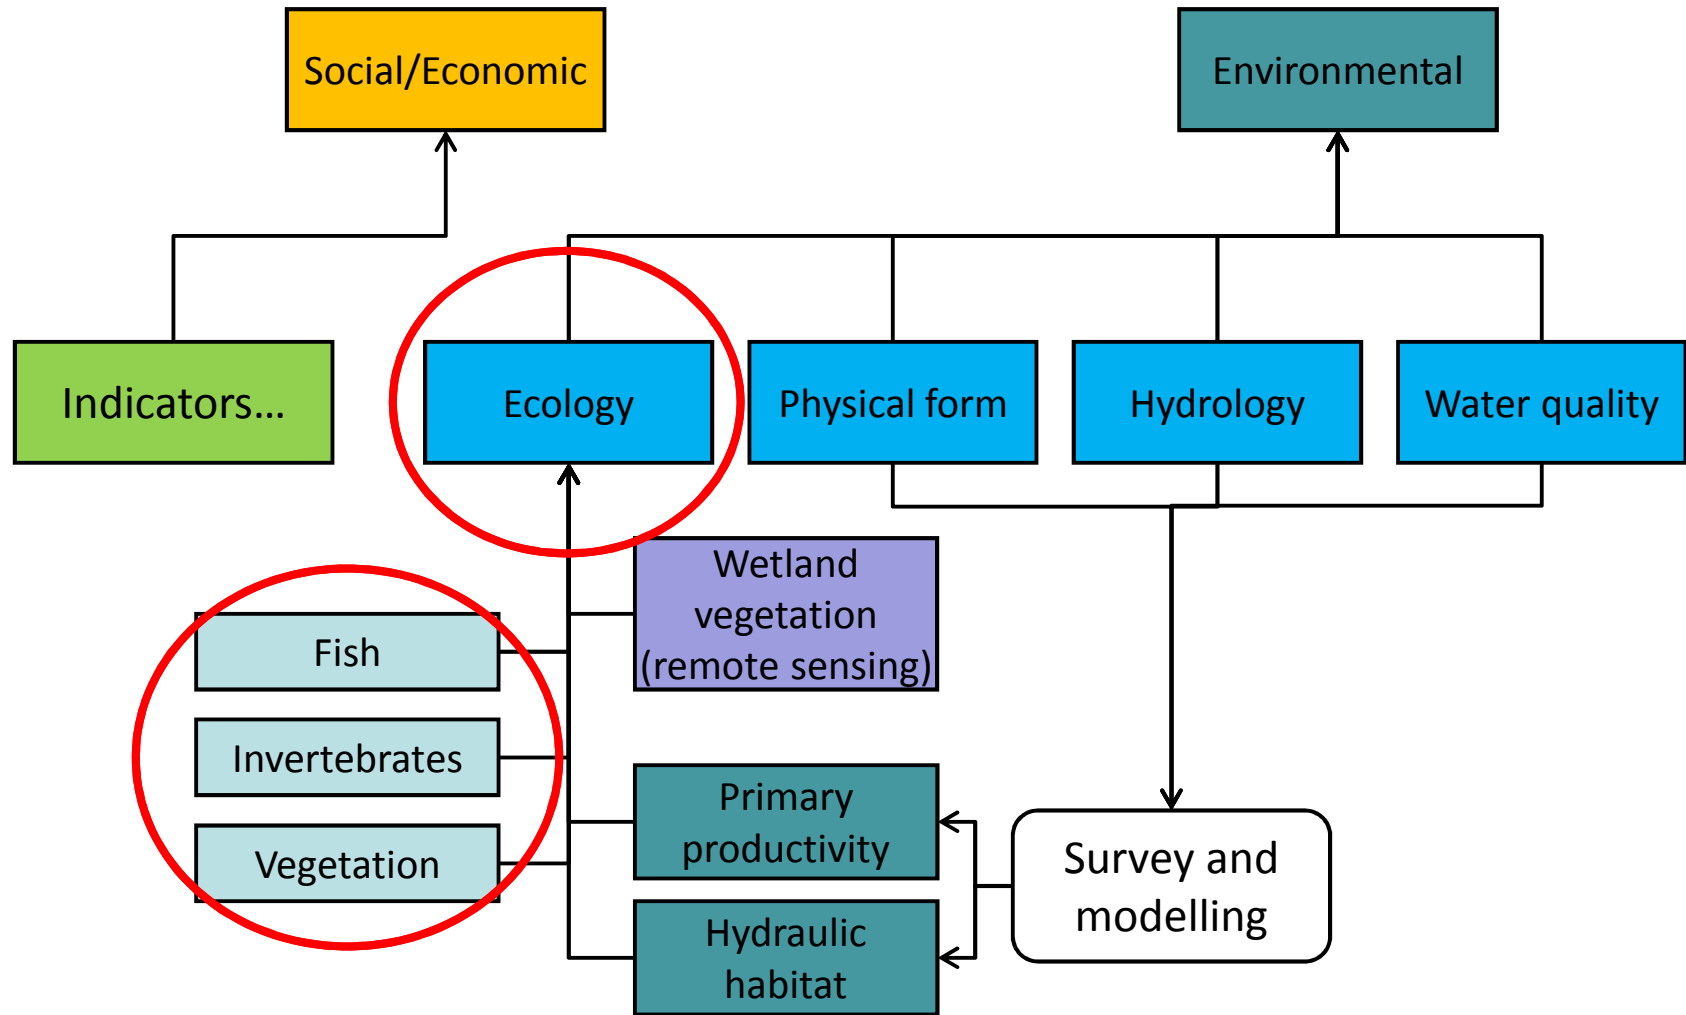 Social/Economic
Environmental
Indicators...
Ecology
Physical form
Hydrology
Water quality
Wetland
vegetation
(remote sensing)
Fish
Invertebrates
Vegetation
Primary
productivity
Hydraulic
habitat
Survey and
modelling